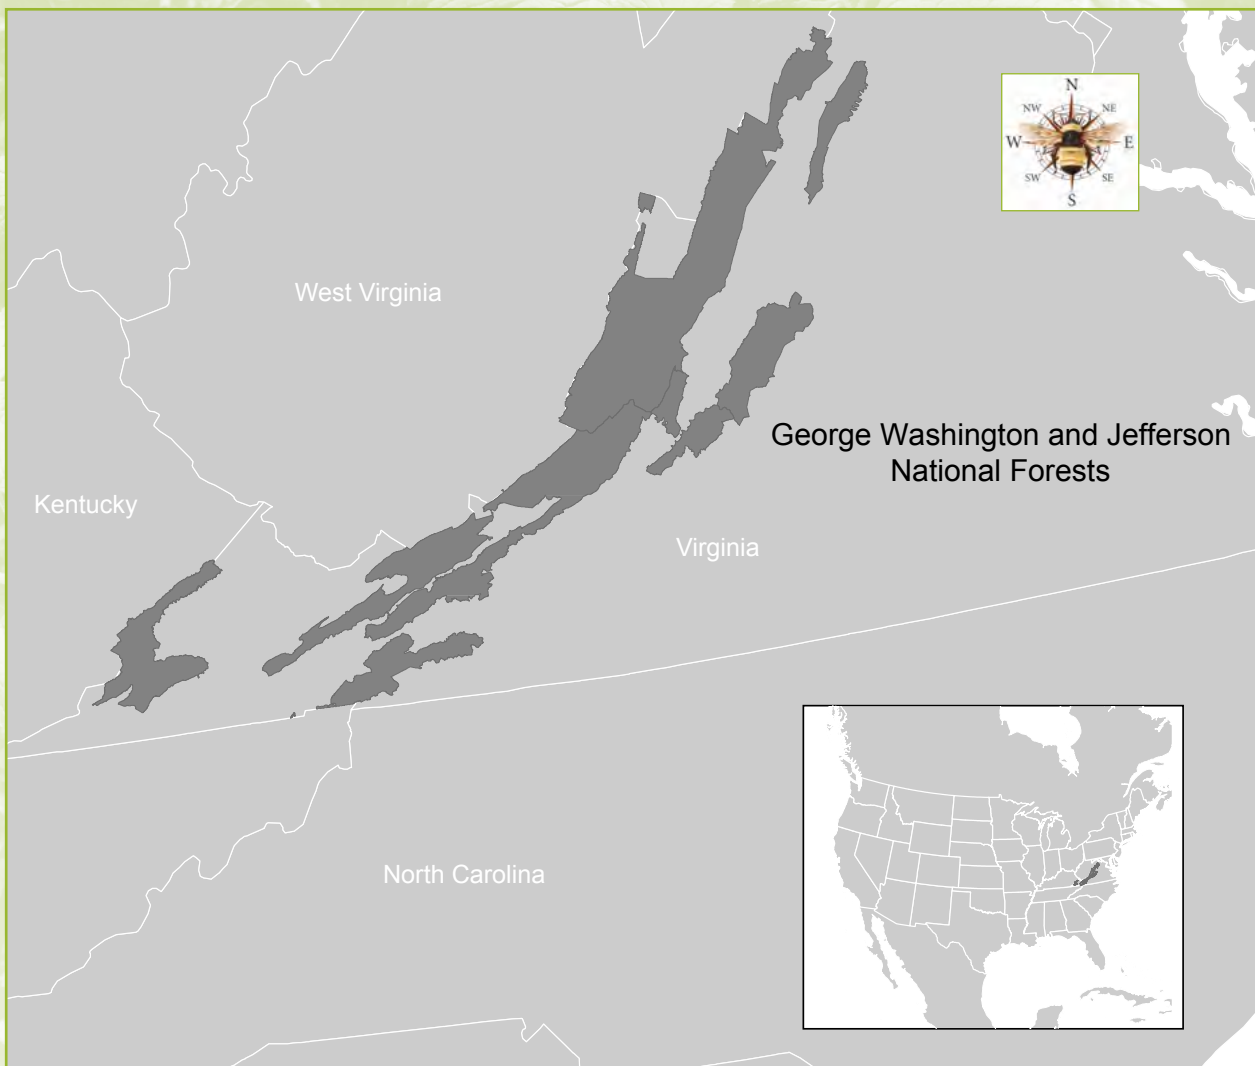 N
NW
NE
W
E
SW
SE
S
West Virginia
George Washington and Jefferson
National Forests
Kentucky
Virginia
North Carolina